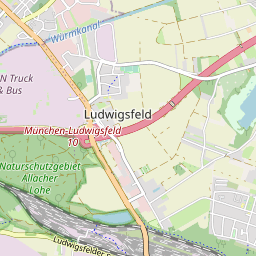 Würmkanal
N Truck
& Bus
Ludwigsfeld
München-Ludwigsfeld
10
Naturschutzgebiet
Allacher
Lohe
Ludwigsfelder